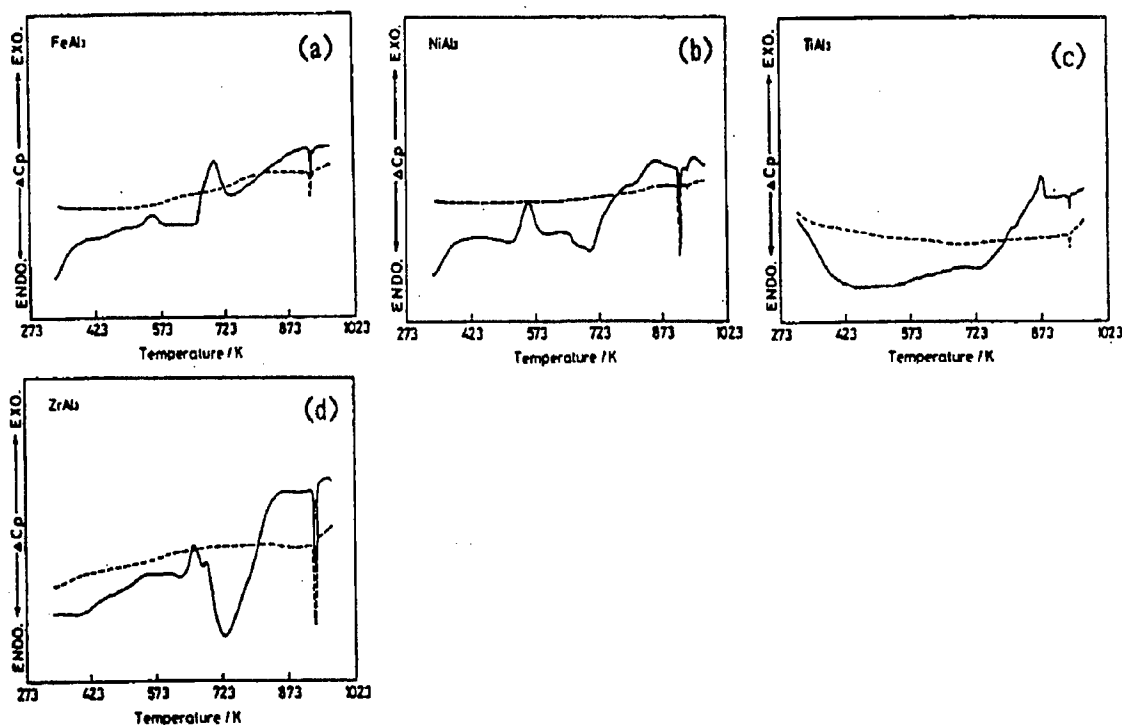 FeAl3
(a)
ENDO. ← ΔCp → EXO.
273 423 573 723 873 1023
Temperature / K
NiAl3
(b)
ENDO. ← ΔCp → EXO.
273 423 573 723 873 1023
Temperature / K
TiAl3
(c)
ENDO. ← ΔCp → EXO.
273 423 573 723 873 1023
Temperature / K
ZrAl3
(d)
ENDO. ← ΔCp → EXO.
273 423 573 723 873 1023
Temperature / K